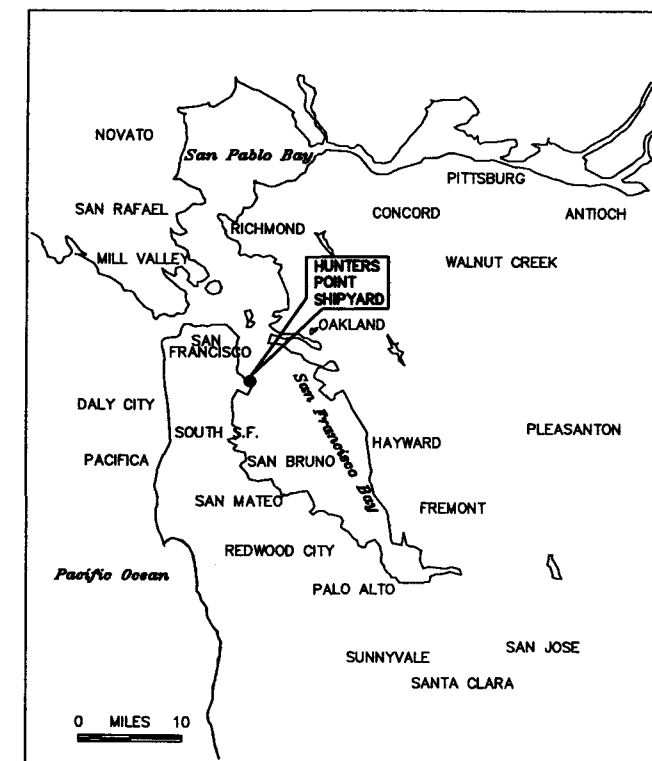 NOVATO
San Pablo Bay
PITTSBURG
SAN RAFAEL
RICHMOND
CONCORD
ANTIOCH
MILL VALLEY
WALNUT CREEK
HUNTERS
POINT
SHIPYARD
OAKLAND
SAN
FRANCISCO
DALY CITY
San Francisco Bay
SOUTH S.F.
HAYWARD
PLEASANTON
PACIFICA
SAN BRUNO
SAN MATEO
FREMONT
REDWOOD CITY
Pacific Ocean
PALO ALTO
SAN JOSE
SUNNYVALE
SANTA CLARA
0 MILES 10